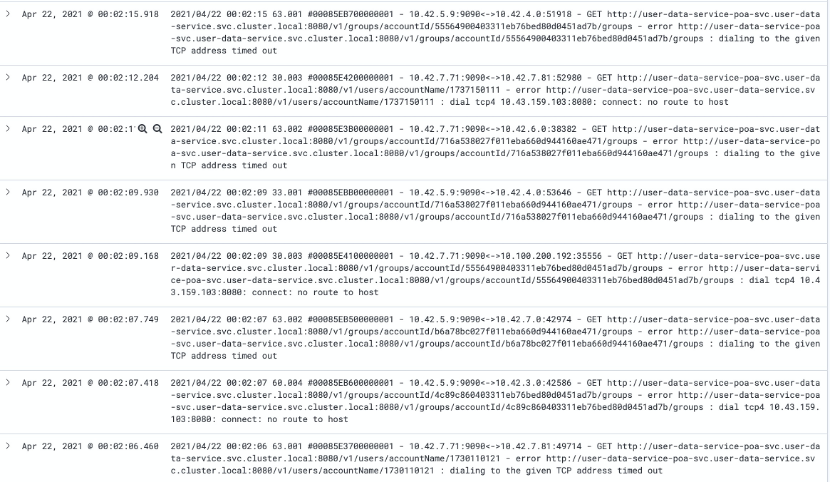 Apr 22, 2021 @ 00:02:15.918 2021/04/22 00:02:15 63.001 #00085EB700000001 - 10.42.5.9:9090<->10.42.4.0:51918 - GET http://user-data-service-poa-svc.user-data
-service.svc.cluster.local:8080/v1/groups/accountId/55564900403311eb76bed80d0451ad7b/groups - error http://user-data-service-poa
-svc.user-data-service.svc.cluster.local:8080/v1/groups/accountId/55564900403311eb76bed80d0451ad7b/groups : dialing to the given
TCP address timed out
Apr 22, 2021 @ 00:02:12.204 2021/04/22 00:02:12 30.003 #00085E4200000001 - 10.42.7.71:9090<->10.42.7.81:52980 - GET http://user-data-service-poa-svc.user-da
ta-service.svc.cluster.local:8080/v1/users/accountName/1737150111 - error http://user-data-service-poa-svc.user-data-service.sv
c.cluster.local:8080/v1/users/accountName/1737150111 : dial tcp4 10.43.159.103:8080: connect: no route to host
Apr 22, 2021 @ 00:02:1 2021/04/22 00:02:11 63.002 #00085E3B00000001 - 10.42.7.71:9090<->10.42.6.0:38382 - GET http://user-data-service-poa-svc.user-dat
a-service.svc.cluster.local:8080/v1/groups/accountId/716a538027f011eba660d944160ae471/groups - error http://user-data-service-po
a-svc.user-data-service.svc.cluster.local:8080/v1/groups/accountId/716a538027f011eba660d944160ae471/groups : dialing to the give
n TCP address timed out
Apr 22, 2021 @ 00:02:09.930 2021/04/22 00:02:09 33.001 #00085EBB00000001 - 10.42.5.9:9090<->10.42.4.0:53646 - GET http://user-data-service-poa-svc.user-data
-service.svc.cluster.local:8080/v1/groups/accountId/716a538027f011eba660d944160ae471/groups - error http://user-data-service-poa
-svc.user-data-service.svc.cluster.local:8080/v1/groups/accountId/716a538027f011eba660d944160ae471/groups : dialing to the given
TCP address timed out
Apr 22, 2021 @ 00:02:09.168 2021/04/22 00:02:09 30.003 #00085E4100000001 - 10.42.7.71:9090<->10.100.200.192:35556 - GET http://user-data-service-poa-svc.use
r-data-service.svc.cluster.local:8080/v1/groups/accountId/55564900403311eb76bed80d0451ad7b/groups - error http://user-data-servi
ce-poa-svc.user-data-service.svc.cluster.local:8080/v1/groups/accountId/55564900403311eb76bed80d0451ad7b/groups : dial tcp4 10.4
3.159.103:8080: connect: no route to host
Apr 22, 2021 @ 00:02:07.749 2021/04/22 00:02:07 63.002 #00085EB500000001 - 10.42.5.9:9090<->10.42.7.0:42974 - GET http://user-data-service-poa-svc.user-data
-service.svc.cluster.local:8080/v1/groups/accountId/b6a78bc027f011eba660d944160ae471/groups - error http://user-data-service-poa
-svc.user-data-service.svc.cluster.local:8080/v1/groups/accountId/b6a78bc027f011eba660d944160ae471/groups : dialing to the given
TCP address timed out
Apr 22, 2021 @ 00:02:07.418 2021/04/22 00:02:07 60.004 #00085EB600000001 - 10.42.5.9:9090<->10.42.3.0:42586 - GET http://user-data-service-poa-svc.user-data
-service.svc.cluster.local:8080/v1/groups/accountId/4c89c860403311eb76bed80d0451ad7b/groups - error http://user-data-service-poa
-svc.user-data-service.svc.cluster.local:8080/v1/groups/accountId/4c89c860403311eb76bed80d0451ad7b/groups : dial tcp4 10.43.159.
103:8080: connect: no route to host
Apr 22, 2021 @ 00:02:06.460 2021/04/22 00:02:06 63.001 #00085E3700000001 - 10.42.7.71:9090<->10.42.7.81:49714 - GET http://user-data-service-poa-svc.user-da
ta-service.svc.cluster.local:8080/v1/users/accountName/1730110121 - error http://user-data-service-poa-svc.user-data-service.sv
c.cluster.local:8080/v1/users/accountName/1730110121 : dialing to the given TCP address timed out